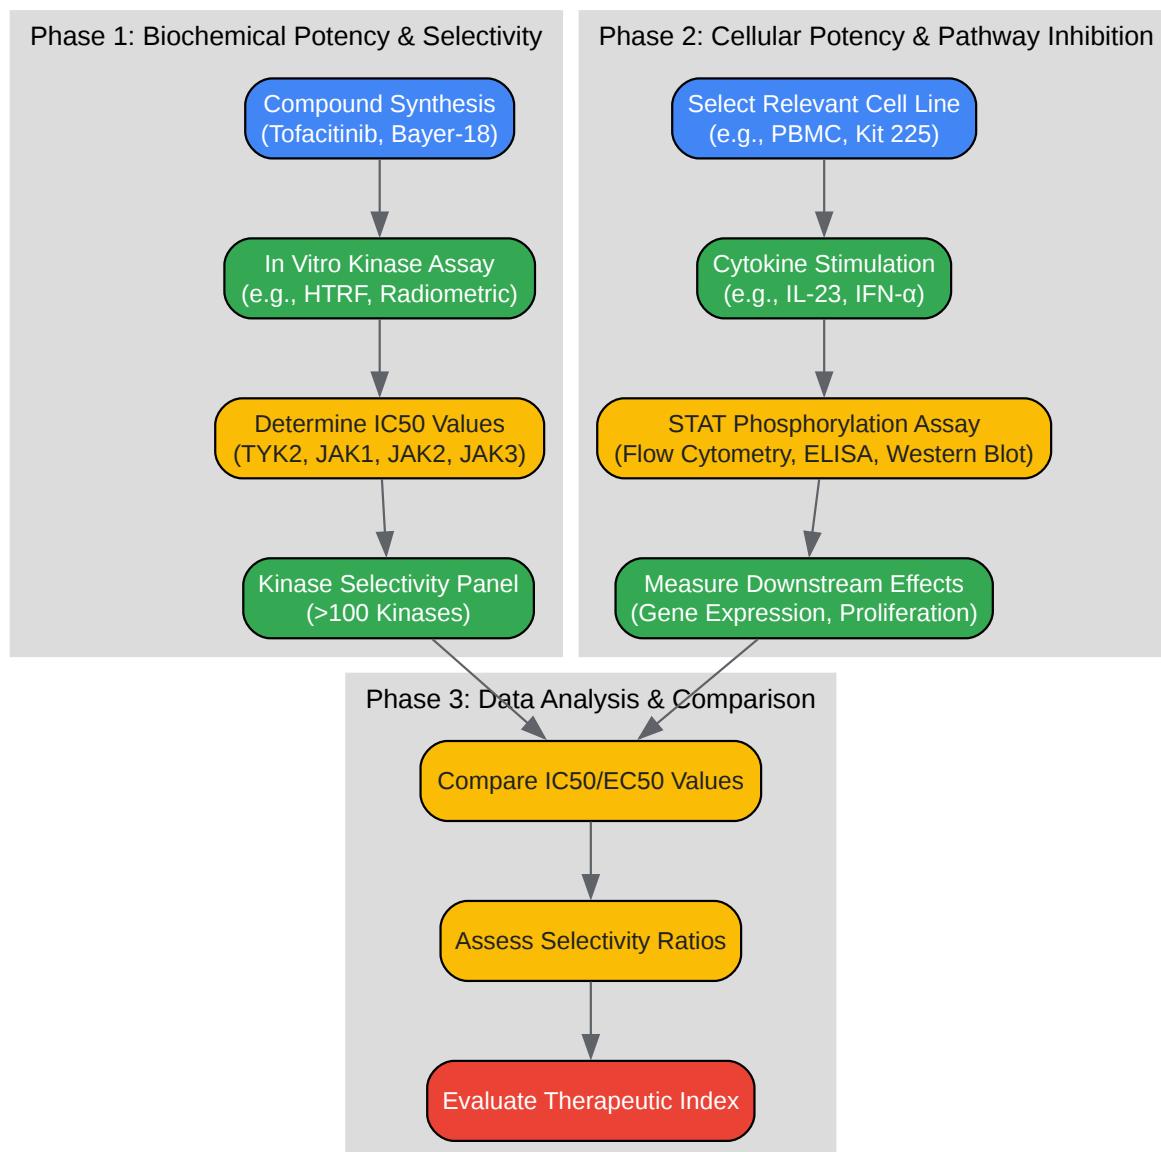 Phase 1: Biochemical Potency & Selectivity
Compound Synthesis
(Tofacitinib, Bayer-18)
In Vitro Kinase Assay
(e.g., HTRF, Radiometric)
Determine IC50 Values
(TYK2, JAK1, JAK2, JAK3)
Kinase Selectivity Panel
(>100 Kinases)
Phase 2: Cellular Potency & Pathway Inhibition
Select Relevant Cell Line
(e.g., PBMC, Kit 225)
Cytokine Stimulation
(e.g., IL-23, IFN-α)
STAT Phosphorylation Assay
(Flow Cytometry, ELISA, Western Blot)
Measure Downstream Effects
(Gene Expression, Proliferation)
Phase 3: Data Analysis & Comparison
Compare IC50/EC50 Values
Assess Selectivity Ratios
Evaluate Therapeutic Index